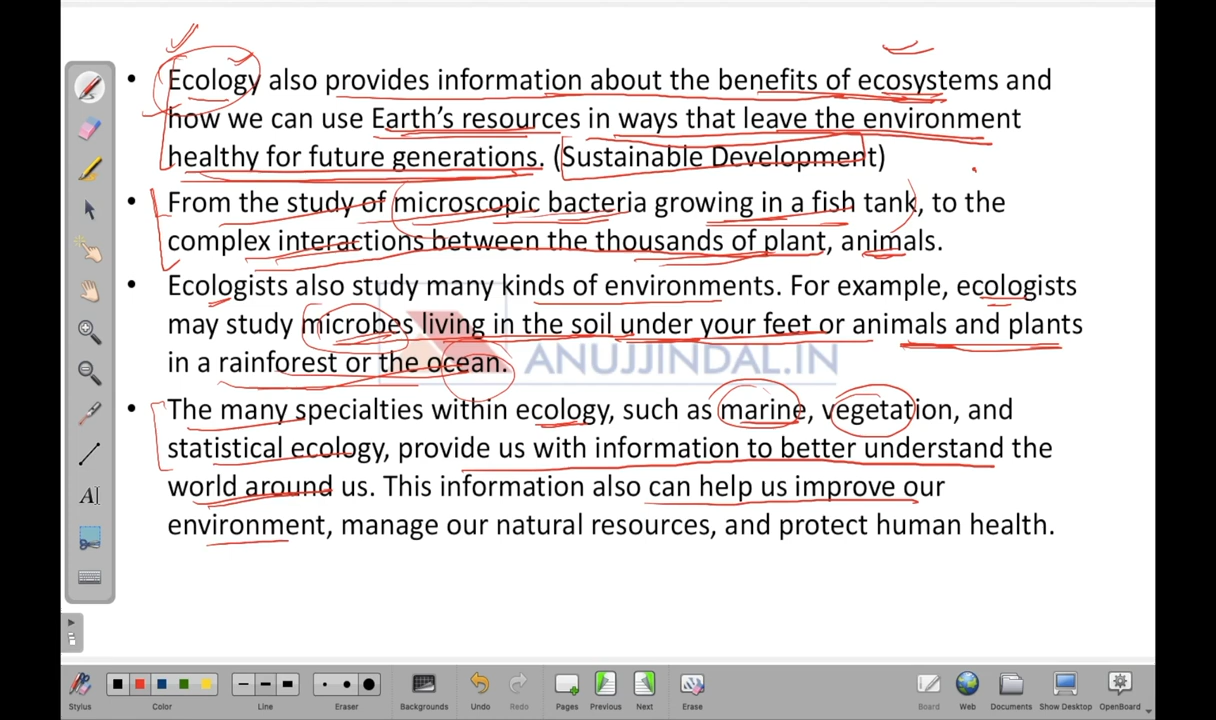 • Ecology also provides information about the benefits of ecosystems and
how we can use Earth's resources in ways that leave the environment
healthy for future generations. (Sustainable Development)
• From the study of microscopic bacteria growing in a fish tank, to the
complex interactions between the thousands of plant, animals.
• Ecologists also study many kinds of environments. For example, ecologists
may study microbes living in the soil under your feet or animals and plants
in a rainforest or the ocean.
ANUJJINDAL.IN
• The many specialties within ecology, such as marine, vegetation, and
statistical ecology, provide us with information to better understand the
world around us. This information also can help us improve our
environment, manage our natural resources, and protect human health.
Stylus Color Line Eraser Backgrounds Undo Redo Pages Previous Next Erase Board Web Documents Show Desktop OpenBoard